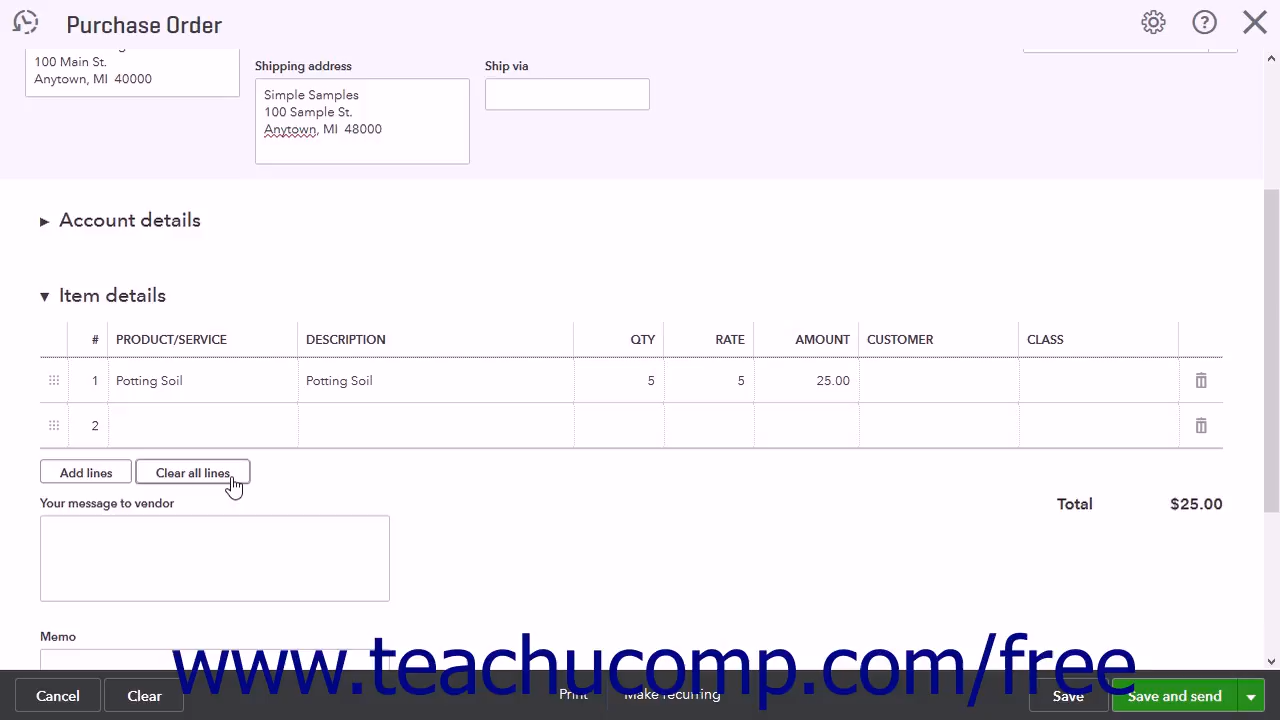 Purchase Order
100 Main St.
Anytown, MI 40000
Shipping address
Ship via
Simple Samples
100 Sample St.
Anytown, MI 48000
Account details
Item details
# PRODUCT/SERVICE DESCRIPTION QTY RATE AMOUNT CUSTOMER CLASS
1 Potting Soil Potting Soil 5 5 25.00
2
Add lines Clear all lines
Your message to vendor
Total $25.00
Memo
www.teachucomp.com/free
Cancel Clear Print Make recurring Save Save and send